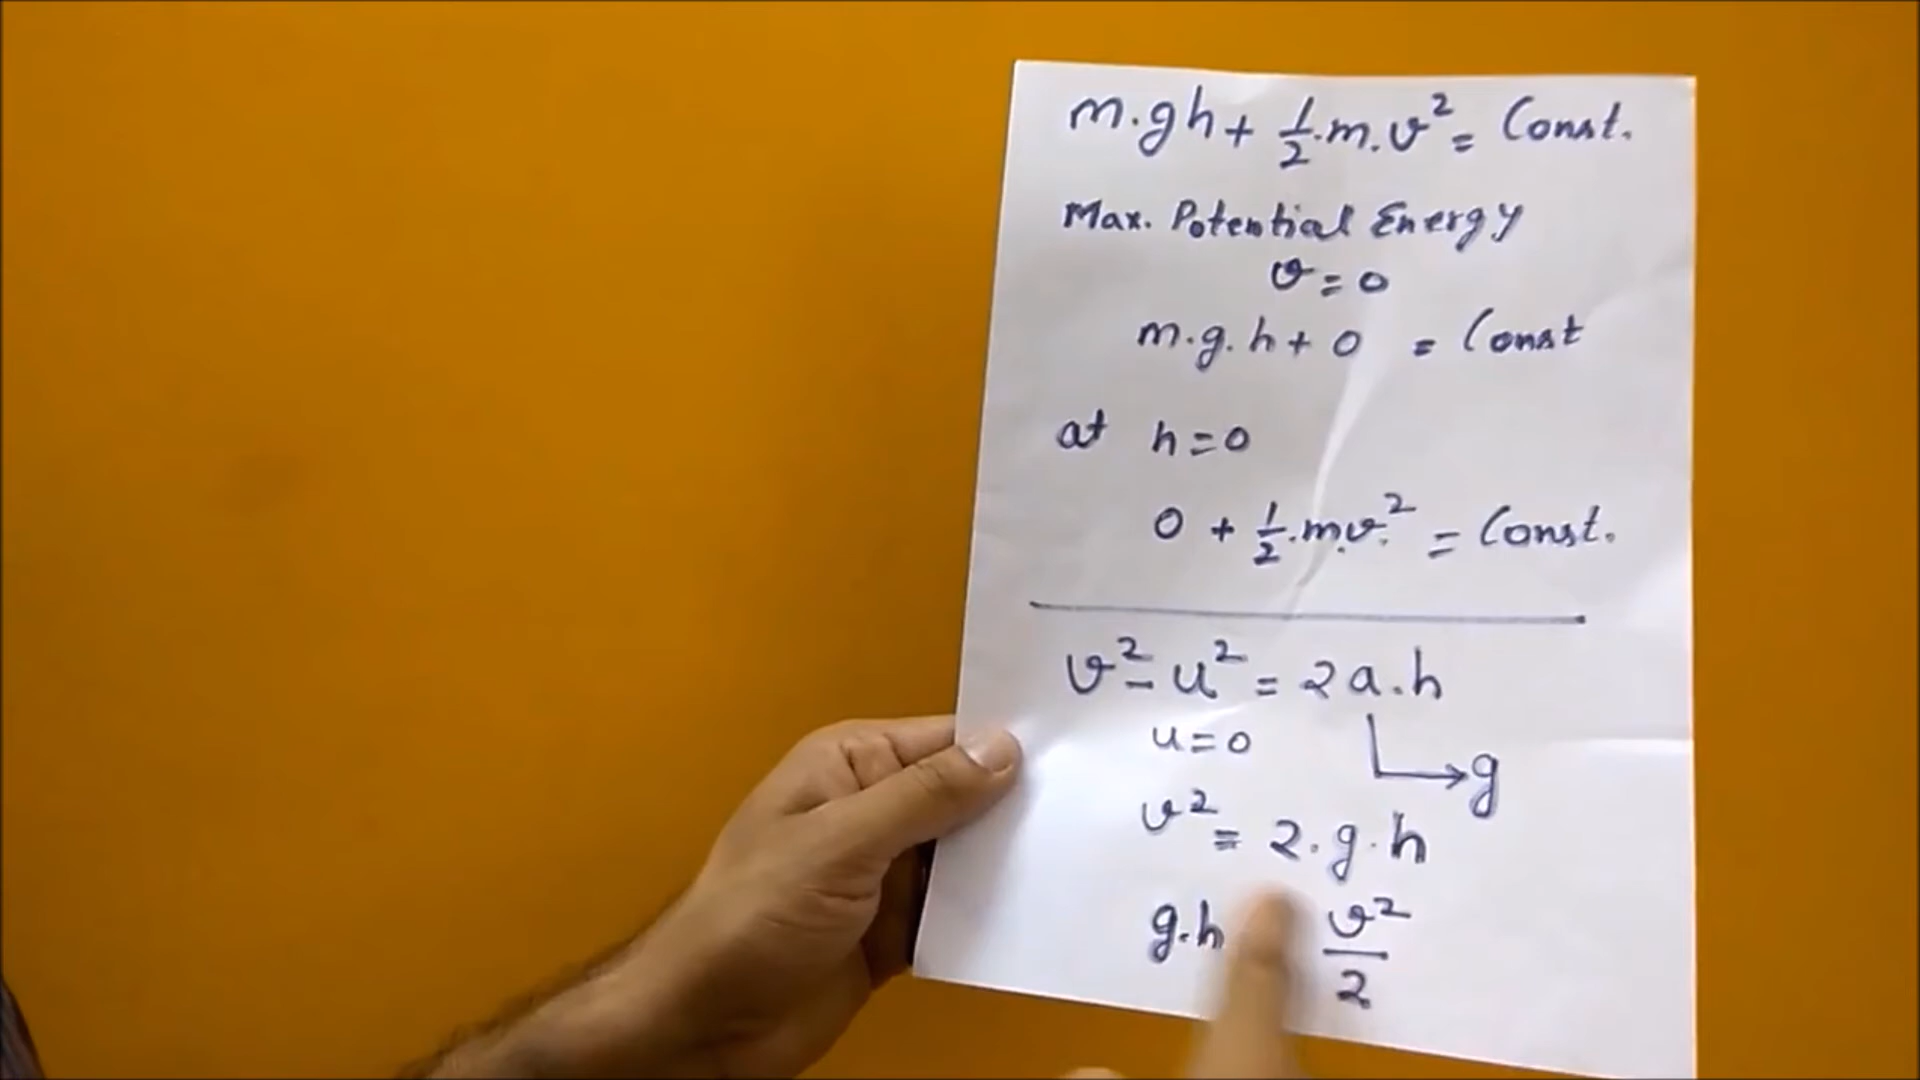 m.gh + 1/2.m.v² = Const.
Max. Potential Energy
v = 0
m.g.h + 0 = Const
at h = 0
0 + 1/2.m.v.² = Const.
v² - u² = 2a.h
u = 0 → g
v² = 2.g.h
g.h v²/2